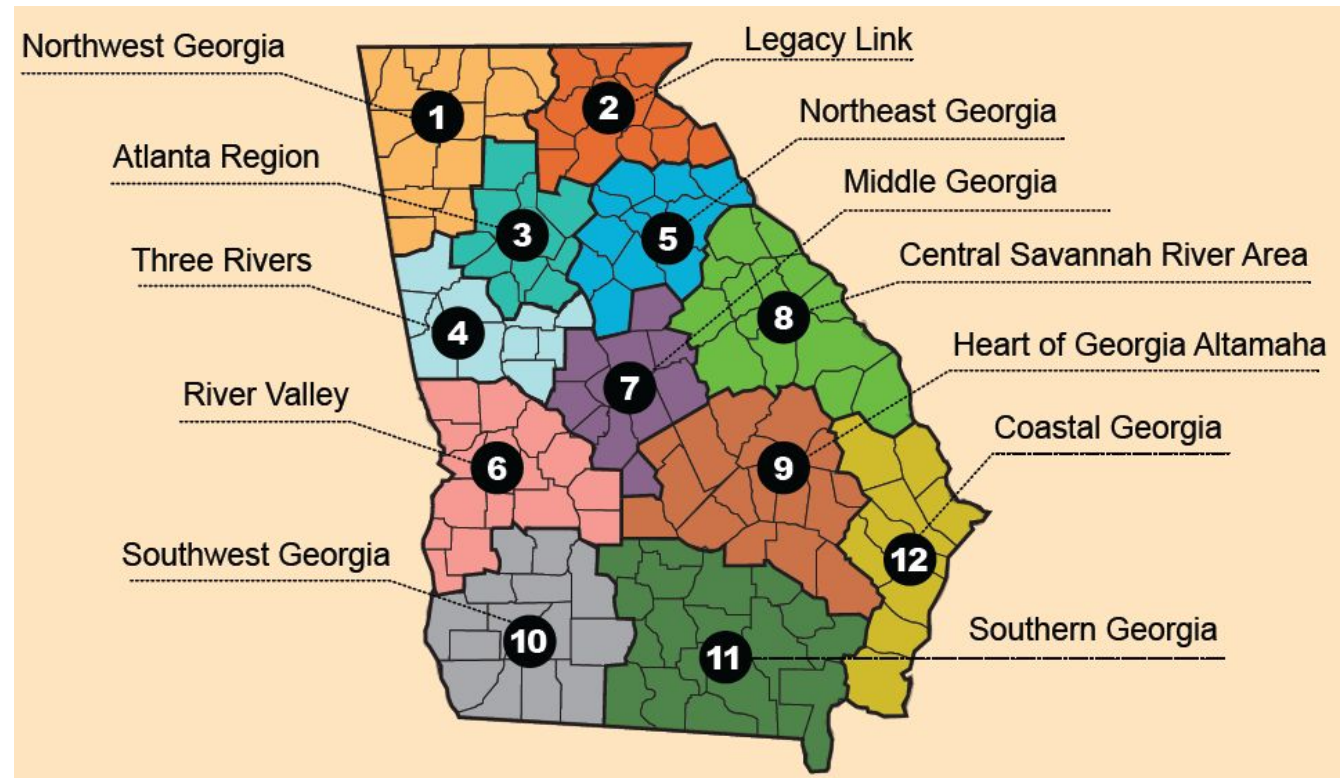 Northwest Georgia
Legacy Link
Northeast Georgia
Atlanta Region
Middle Georgia
Three Rivers
Central Savannah River Area
Heart of Georgia Altamaha
River Valley
Coastal Georgia
Southwest Georgia
Southern Georgia
1
2
3
5
8
4
7
6
9
12
10
11